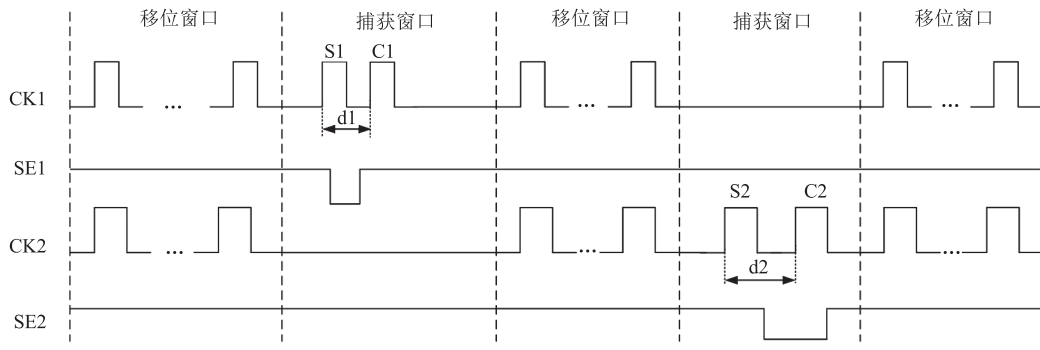 移位窗口 捕获窗口 移位窗口 捕获窗口 移位窗口
S1 C1
CK1 ... ... ...
d1
SE1
S2 C2
CK2 ... ... ...
d2
SE2